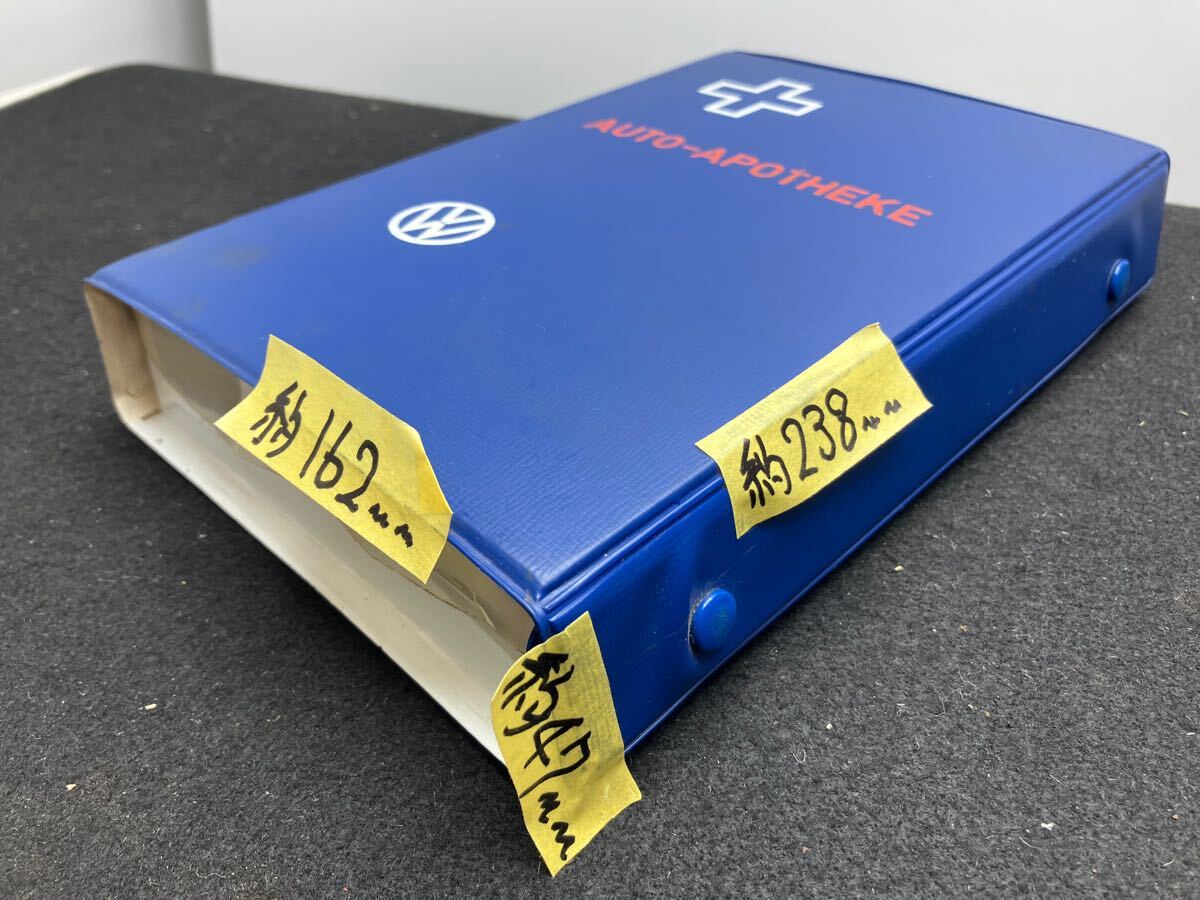 AUTO-APOTHEKE
VW
約162mm
約238mm
約47mm